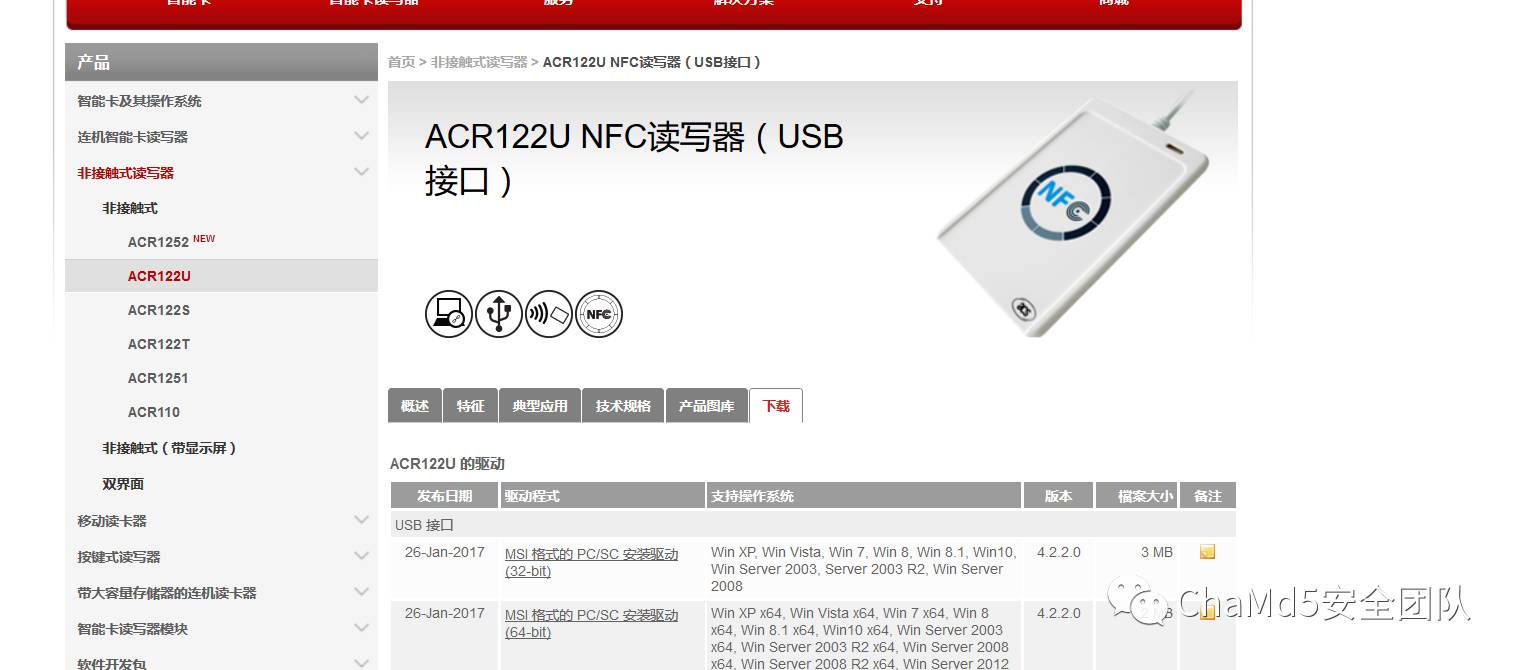 智能卡 智能卡读写器 服务 解决方案 支持 商城
产品
智能卡及其操作系统
连机智能卡读写器
非接触式读写器
非接触式
ACR1252 NEW
ACR122U
ACR122S
ACR122T
ACR1251
ACR110
非接触式（带显示屏）
双界面
移动读卡器
按键式读写器
带大容量存储器的连机读卡器
智能卡读写器模块
软件开发包
首页 > 非接触式读写器 > ACR122U NFC读写器（USB接口）
ACR122U NFC读写器（USB
接口）
NFC
NFC
概述 特征 典型应用 技术规格 产品图库 下载
ACR122U 的驱动
发布日期 驱动程式 支持操作系统 版本 檔案大小 备注
USB 接口
26-Jan-2017 MSI 格式的 PC/SC 安装驱动 Win XP, Win Vista, Win 7, Win 8, Win 8.1, Win10, 4.2.2.0 3 MB
(32-bit) Win Server 2003, Server 2003 R2, Win Server
2008
26-Jan-2017 MSI 格式的 PC/SC 安装驱动 Win XP x64, Win Vista x64, Win 7 x64, Win 8 4.2.2.0
(64-bit) x64, Win 8.1 x64, Win10 x64, Win Server 2003
x64, Win Server 2003 R2 x64, Win Server 2008
x64, Win Server 2008 R2 x64, Win Server 2012
ChaMd5安全团队